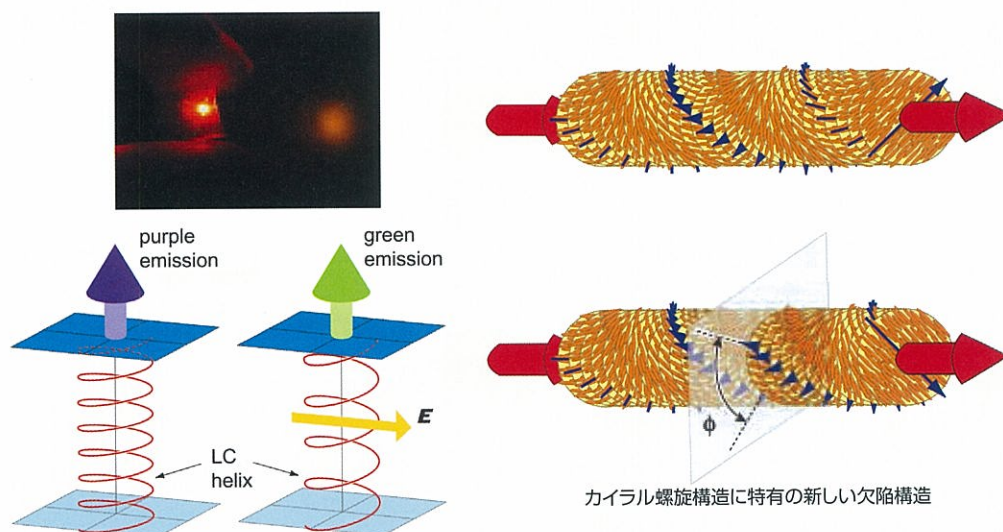 purple
emission
green
emission
E
LC
helix
ϕ
カイラル螺旋構造に特有の新しい欠陥構造